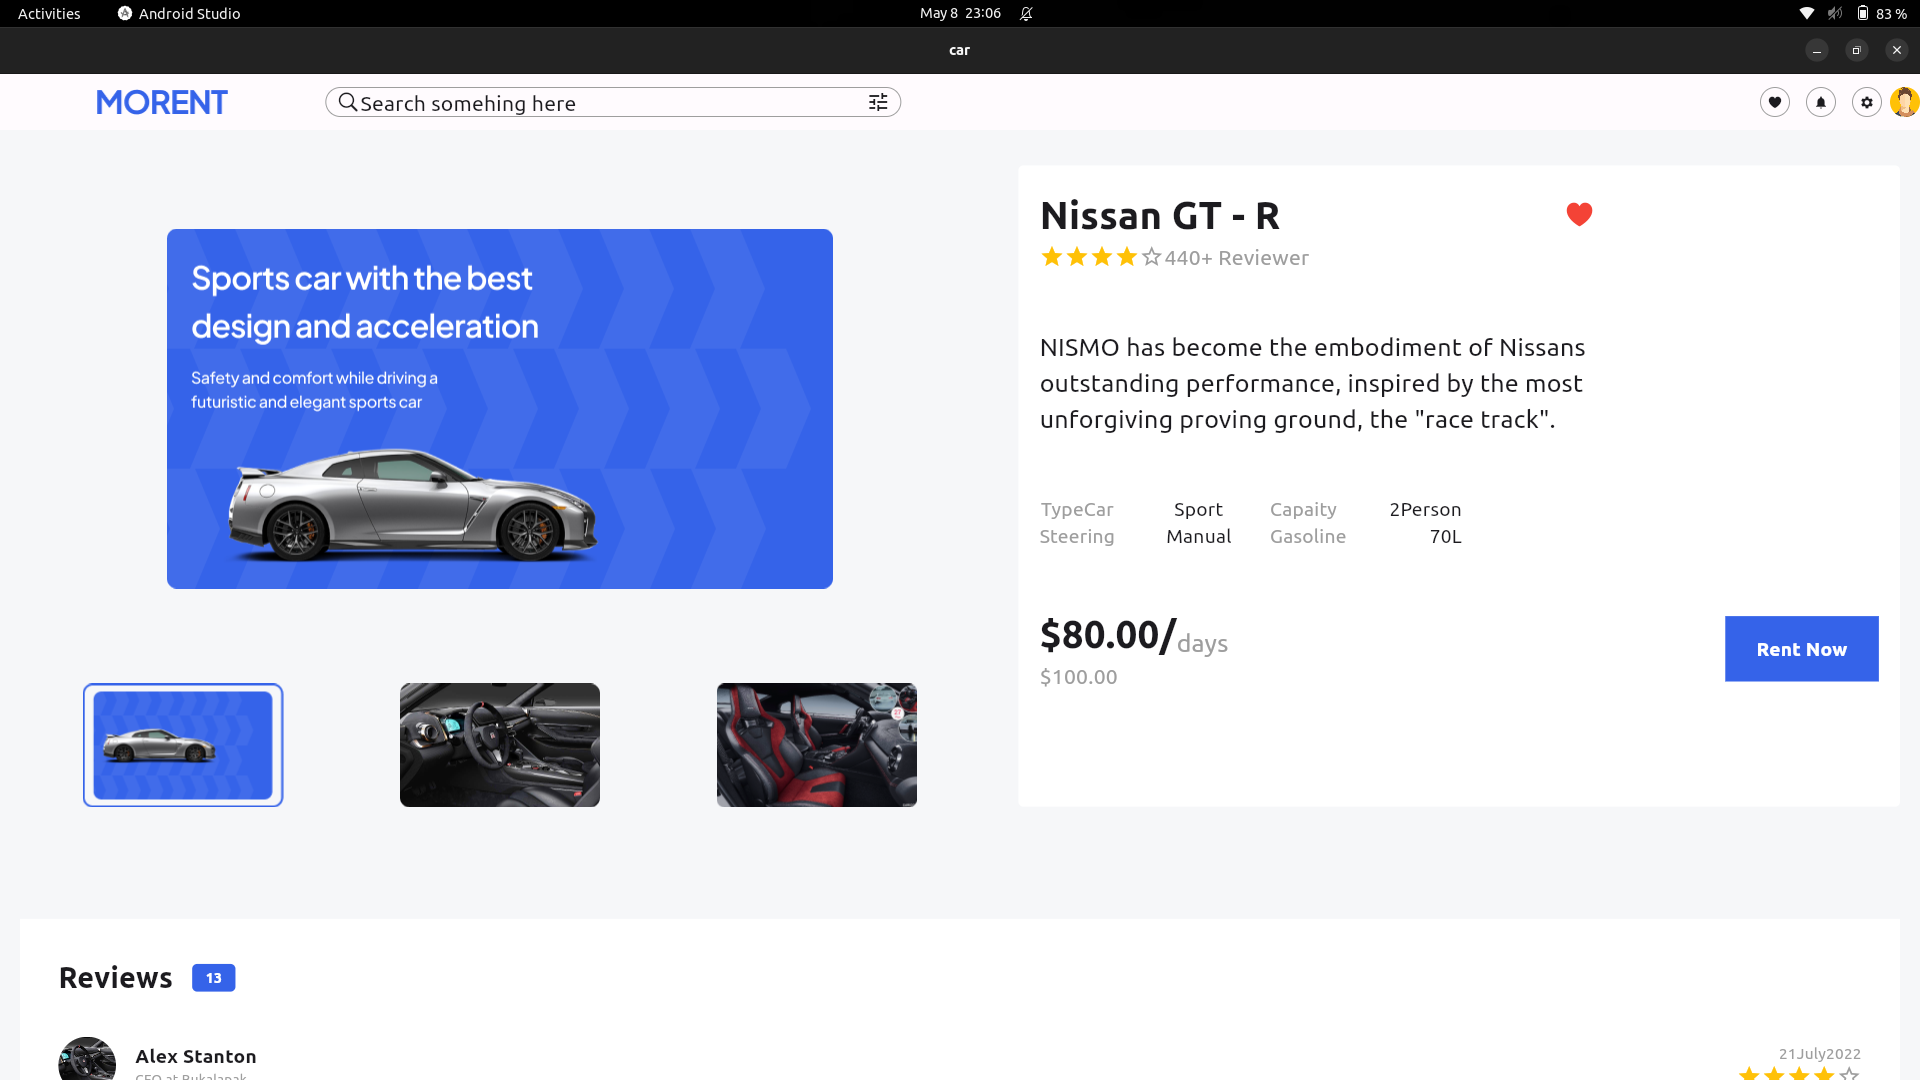 Activities
Android Studio
May 8 23:06
83 %
car
MORENT
Search somehing here
Sports car with the best
design and acceleration
Safety and comfort while driving a
futuristic and elegant sports car
Nissan GT - R
440+ Reviewer
NISMO has become the embodiment of Nissans
outstanding performance, inspired by the most
unforgiving proving ground, the "race track".
TypeCar Sport Capaity 2Person
Steering Manual Gasoline 70L
$80.00/days
$100.00
Rent Now
Reviews 13
Alex Stanton
21July2022
CEO at Bukalapak